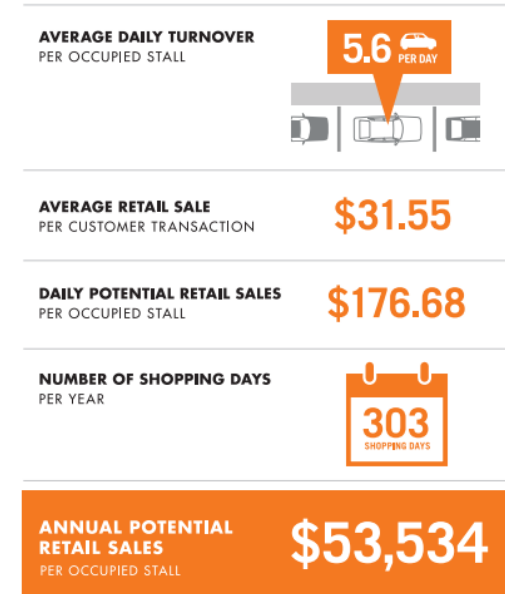 AVERAGE DAILY TURNOVER
PER OCCUPIED STALL
5.6 PER DAY
AVERAGE RETAIL SALE
PER CUSTOMER TRANSACTION
$31.55
DAILY POTENTIAL RETAIL SALES
PER OCCUPIED STALL
$176.68
NUMBER OF SHOPPING DAYS
PER YEAR
303
SHOPPING DAYS
ANNUAL POTENTIAL
RETAIL SALES
PER OCCUPIED STALL
$53,534